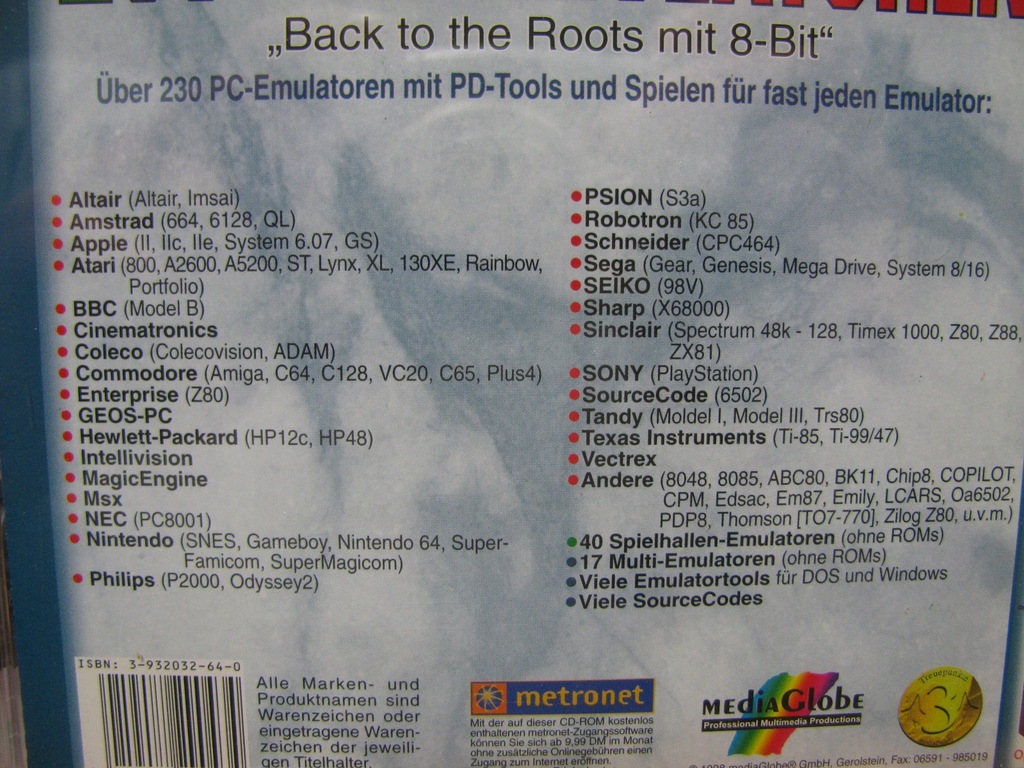 „Back to the Roots mit 8-Bit“
Über 230 PC-Emulatoren mit PD-Tools und Spielen für fast jeden Emulator:
• Altair (Altair, Imsai)
• Amstrad (664, 6128, QL)
• Apple (II, IIc, IIe, System 6.07, GS)
• Atari (800, A2600, A5200, ST, Lynx, XL, 130XE, Rainbow,
Portfolio)
• BBC (Model B)
• Cinematronics
• Coleco (Colecovision, ADAM)
• Commodore (Amiga, C64, C128, VC20, C65, Plus4)
• Enterprise (Z80)
• GEOS-PC
• Hewlett-Packard (HP12c, HP48)
• Intellivision
• MagicEngine
• Msx
• NEC (PC8001)
• Nintendo (SNES, Gameboy, Nintendo 64, Super-
Famicom, SuperMagicom)
• Philips (P2000, Odyssey2)
• PSION (S3a)
• Robotron (KC 85)
• Schneider (CPC464)
• Sega (Gear, Genesis, Mega Drive, System 8/16)
• SEIKO (98V)
• Sharp (X68000)
• Sinclair (Spectrum 48k - 128, Timex 1000, Z80, Z88,
ZX81)
• SONY (PlayStation)
• SourceCode (6502)
• Tandy (Moldel I, Model III, Trs80)
• Texas Instruments (Ti-85, Ti-99/47)
• Vectrex
• Andere (8048, 8085, ABC80, BK11, Chip8, COPILOT,
CPM, Edsac, Em87, Emily, LCARS, Oa6502,
PDP8, Thomson [TO7-770], Zilog Z80, u.v.m.)
• 40 Spielhallen-Emulatoren (ohne ROMs)
• 17 Multi-Emulatoren (ohne ROMs)
• Viele Emulatortools für DOS und Windows
• Viele SourceCodes
ISBN: 3-932032-64-0
Alle Marken- und
Produktnamen sind
Warenzeichen oder
eingetragene Waren-
zeichen der jeweili-
gen Titelhalter.
metronet
Mit der auf dieser CD-ROM kostenlos
enthaltenen metronet-Zugangssoftware
können Sie sich ab 9,99 DM im Monat
ohne zusätzliche Onlinegebühren einen
Zugang zum Internet eröffnen.
MEDIAGLOBE
Professional Multimedia Productions
Treuepunkte
3
© 1998 mediaGlobe® GmbH, Gerolstein, Fax: 06591 - 985019